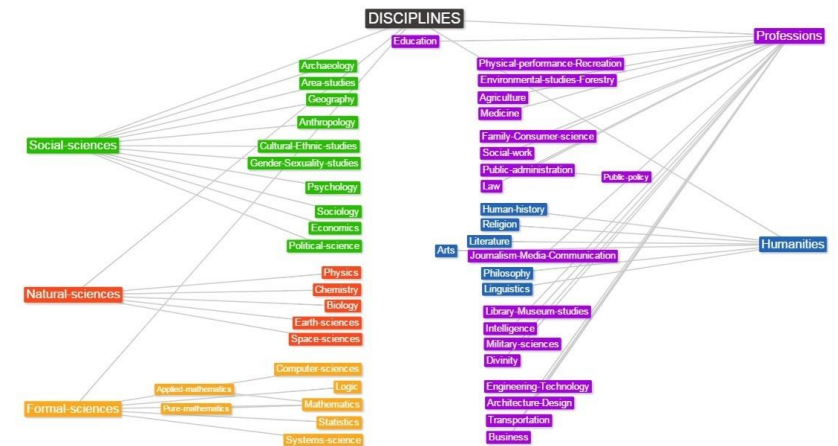 DISCIPLINES
Education
Professions
Archaeology
Area-studies
Geography
Anthropology
Social-sciences
Cultural-Ethnic-studies
Gender-Sexuality-studies
Psychology
Sociology
Economics
Political-science
Physics
Chemistry
Natural-sciences
Biology
Earth-sciences
Space-sciences
Computer-sciences
Applied-mathematics
Logic
Formal-sciences
Pure-mathematics
Mathematics
Statistics
Systems-science
Physical-performance-Recreation
Environmental-studies-Forestry
Agriculture
Medicine
Family-Consumer-science
Social-work
Public-administration
Public-policy
Law
Human-history
Religion
Literature
Humanities
Arts
Journalism-Media-Communication
Philosophy
Linguistics
Library-Museum-studies
Intelligence
Military-sciences
Divinity
Engineering-Technology
Architecture-Design
Transportation
Business